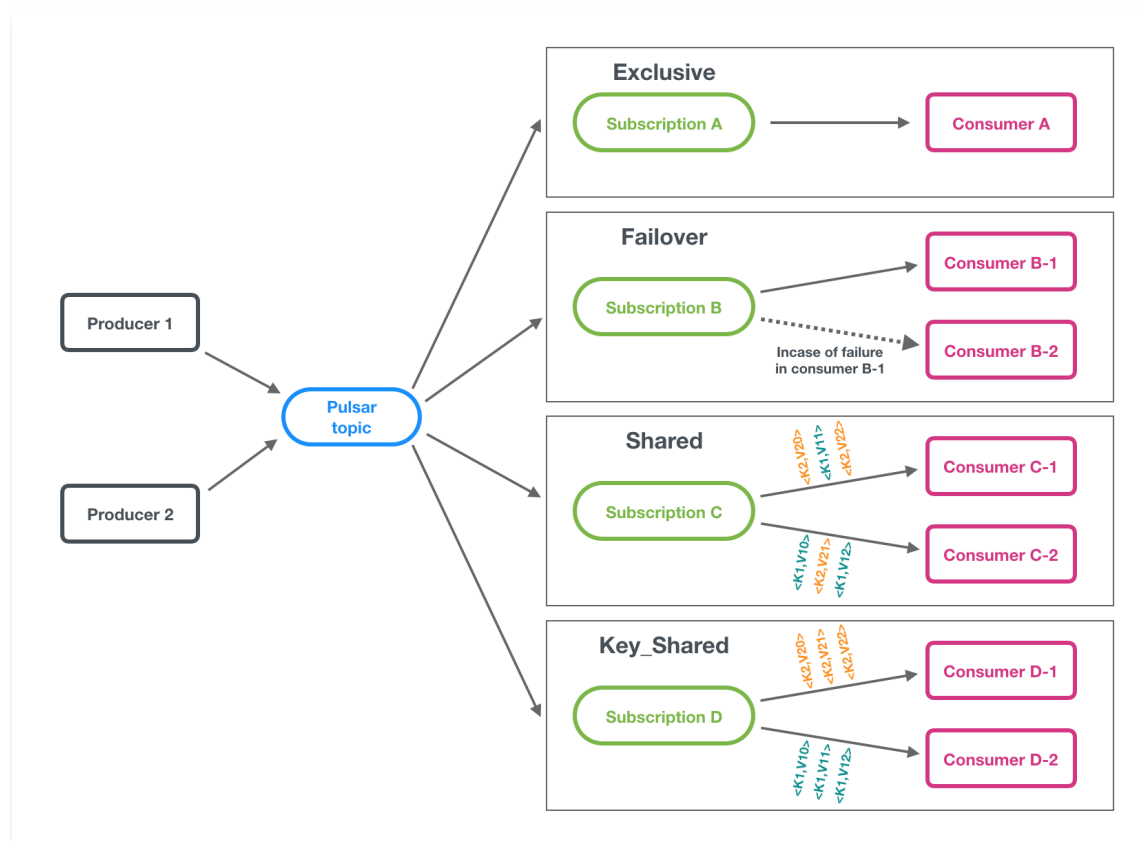 Exclusive
Subscription A
Consumer A
Failover
Subscription B
Consumer B-1
Consumer B-2
Incase of failure
in consumer B-1
Producer 1
Producer 2
Pulsar
topic
Shared
Subscription C
<K2,V20>
<K1,V11>
<K2,V22>
Consumer C-1
<K1,V10>
<K2,V21>
<K1,V12>
Consumer C-2
Key_Shared
Subscription D
<K2,V20>
<K2,V21>
<K2,V22>
Consumer D-1
<K1,V10>
<K1,V11>
<K1,V12>
Consumer D-2